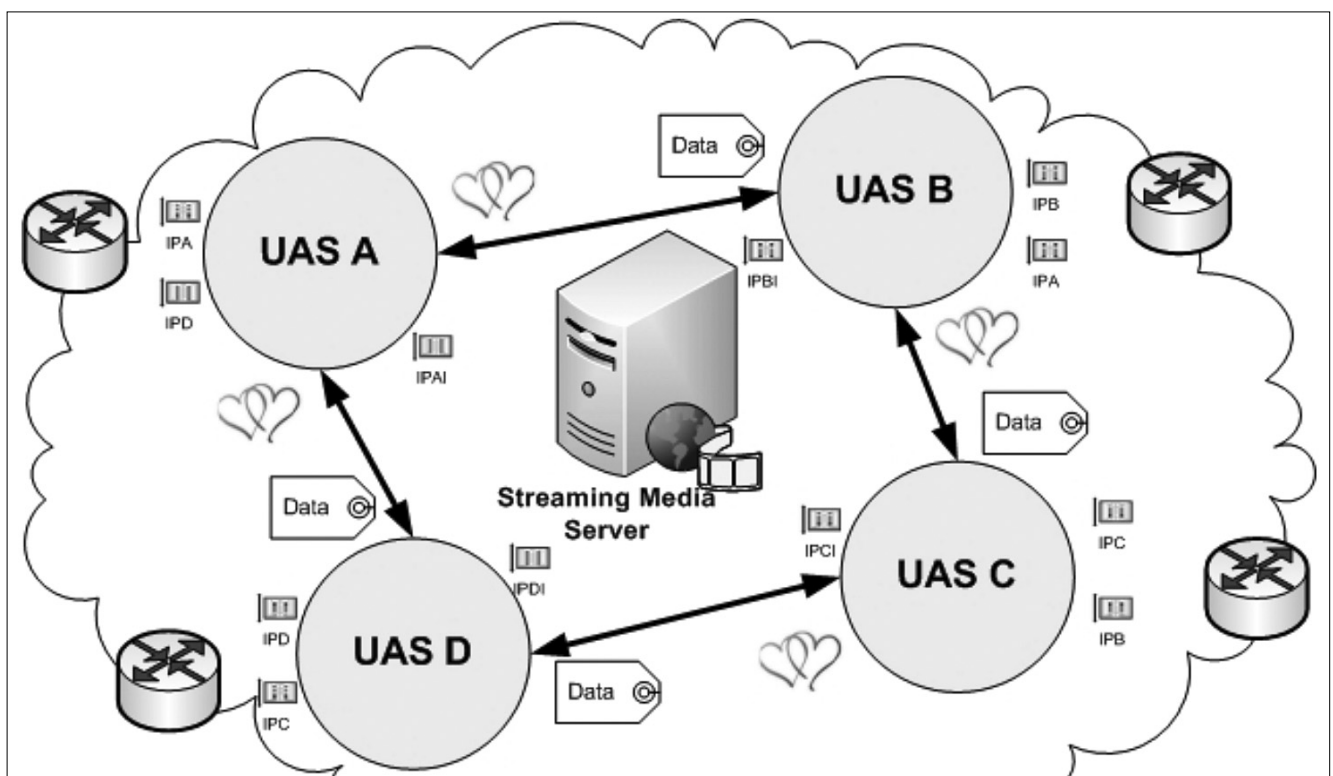 Data
UAS B
IPB
IPA
UAS A
IPA
IPD
IPBI
IPAI
Data
Data
Streaming Media
Server
IPCI
UAS C
IPC
IPB
IPDI
IPD
UAS D
IPC
Data